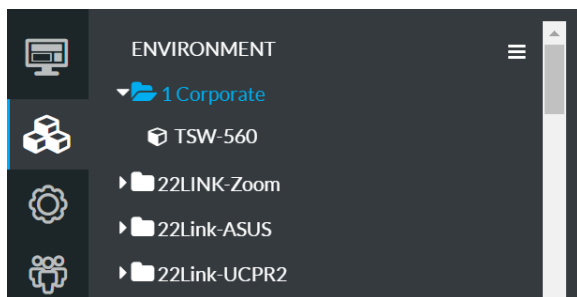 ENVIRONMENT
1 Corporate
TSW-560
22LINK-Zoom
22Link-ASUS
22Link-UCPR2